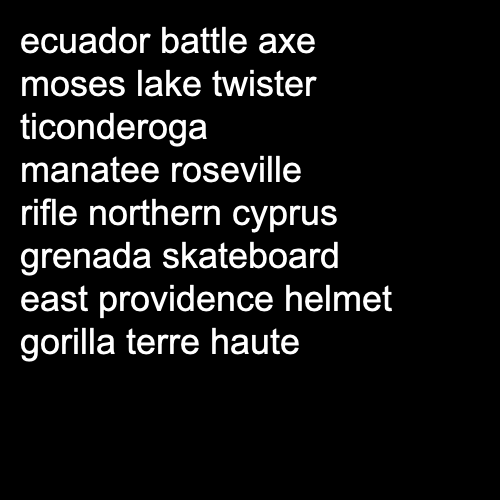 ecuador battle axe
moses lake twister
ticonderoga
manatee roseville
rifle northern cyprus
grenada skateboard
east providence helmet
gorilla terre haute